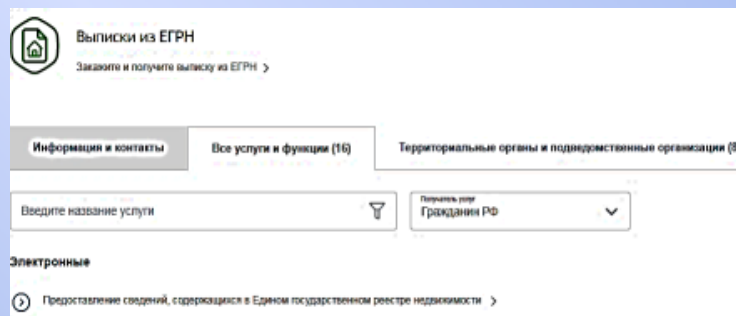 Выписки из ЕГРН
Закажите и получите выписку из ЕГРН >
Информация и контакты
Все услуги и функции (16)
Территориальные органы и подведомственные организации (8
Введите название услуги
Получатель услуг
Гражданин РФ
Электронные
Предоставление сведений, содержащихся в Едином государственном реестре недвижимости >